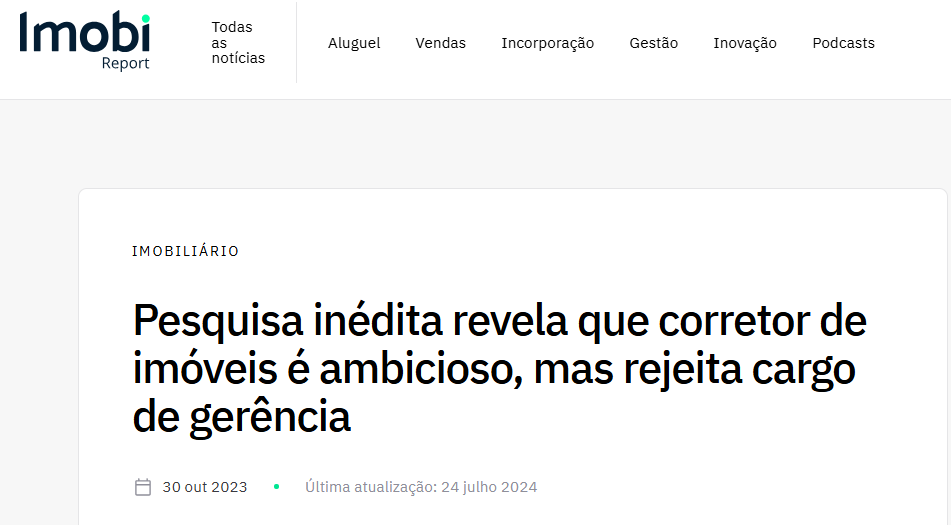 Imobi
Report
Todas
as
notícias
Aluguel
Vendas
Incorporação
Gestão
Inovação
Podcasts
IMOBILIÁRIO
Pesquisa inédita revela que corretor de
imóveis é ambicioso, mas rejeita cargo
de gerência
30 out 2023 • Última atualização: 24 julho 2024